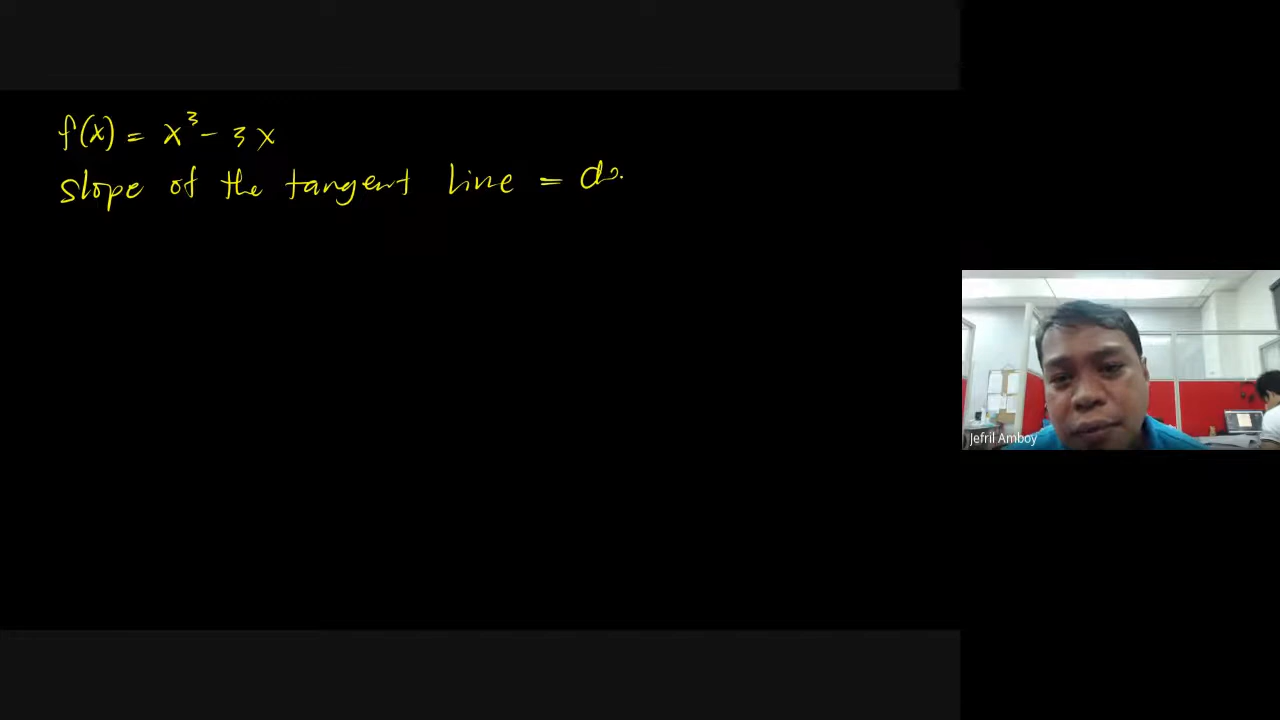 f(x) = x³ - 3x
slope of the tangent line =
Jefril Amboy